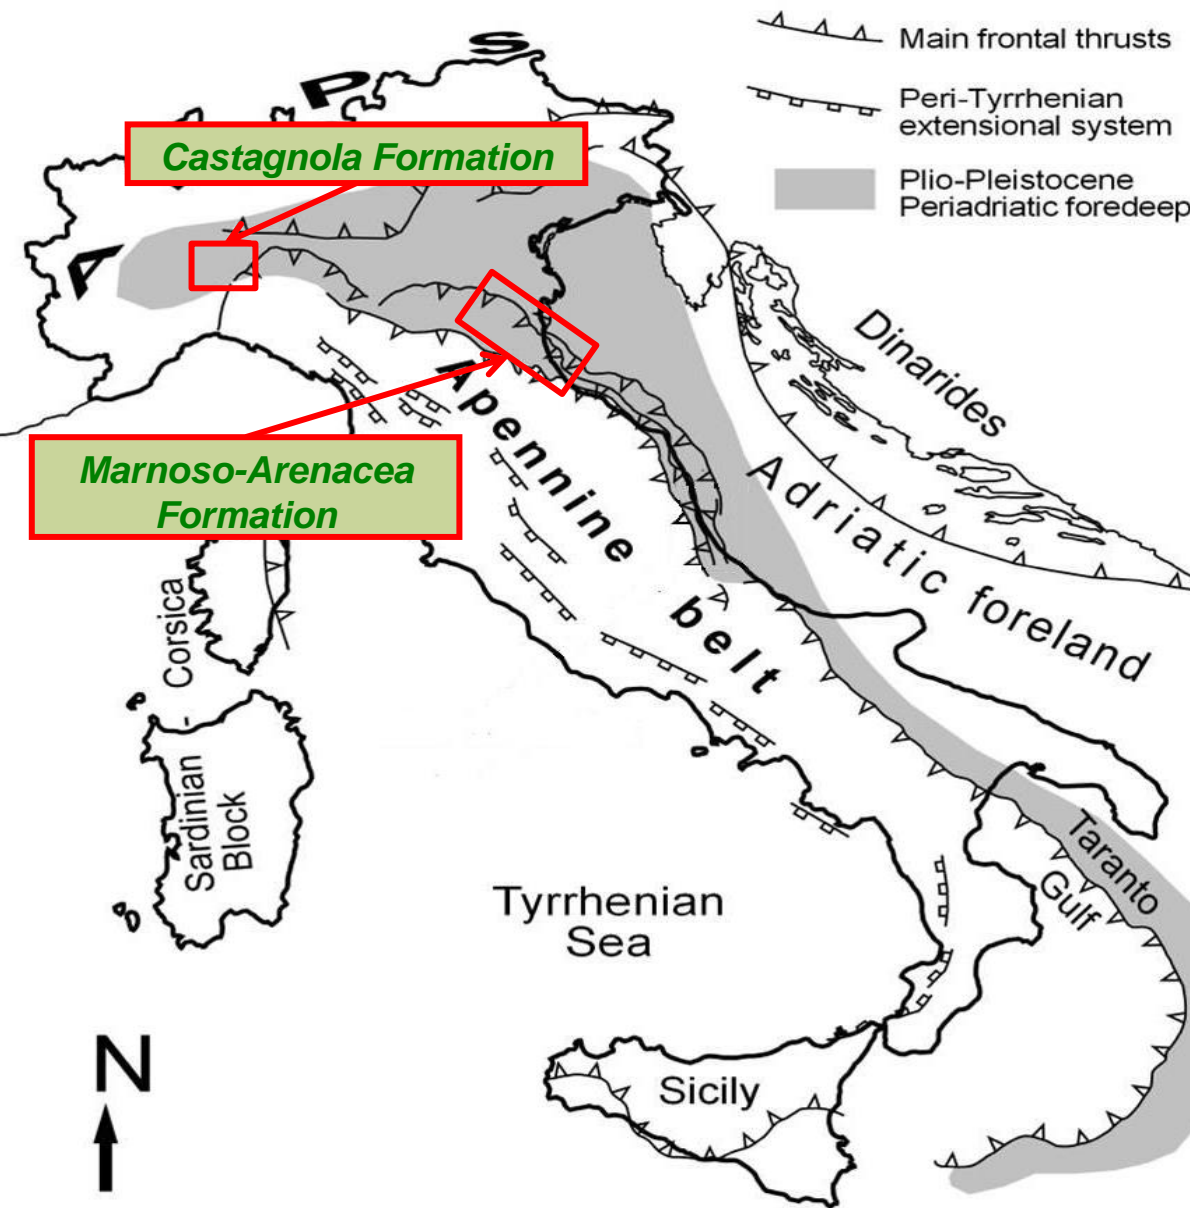 ALPS
Main frontal thrusts
Peri-Tyrrhenian
extensional system
Plio-Pleistocene
Periadriatic foredeep
Castagnola Formation
Dinarides
Apennine
belt
Marnoso-Arenacea
Formation
Adriatic foreland
Corsica
Sardinian
Block
Tyrrhenian
Sea
Taranto
Gulf
N
Sicily